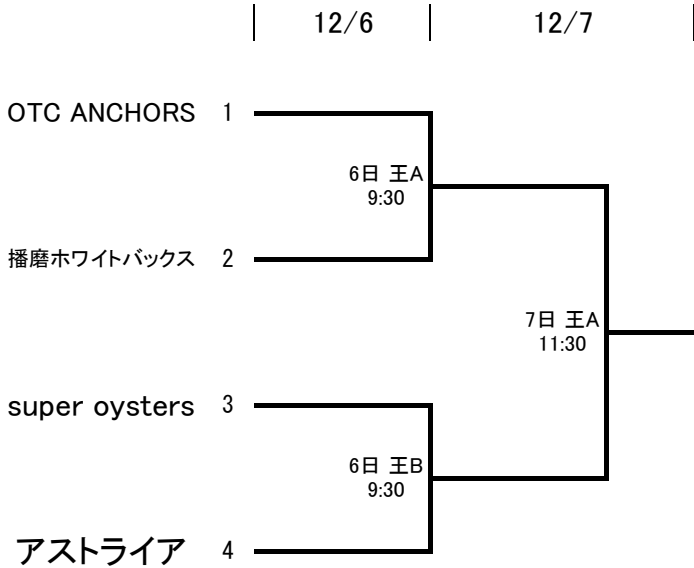 12/6 12/7
OTC ANCHORS 1
6日 王A
9:30
播磨ホワイトバックス 2
7日 王A
11:30
super oysters 3
6日 王B
9:30
アストライア 4